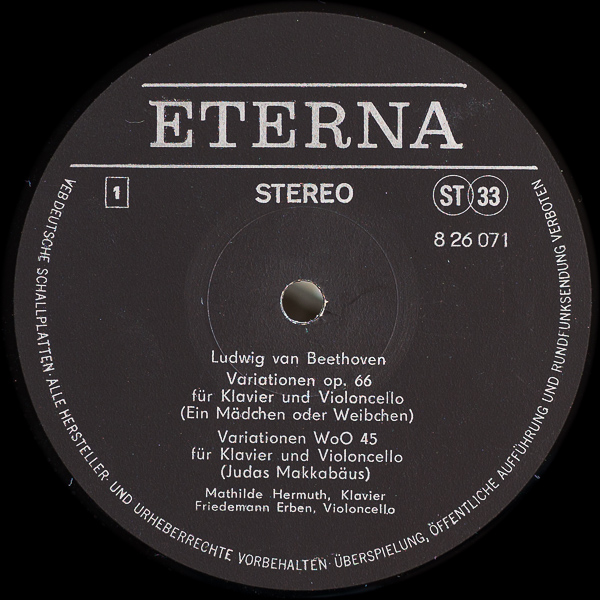 ETERNA
1
STEREO
ST 33
8 26 071
Ludwig van Beethoven
Variationen op. 66
für Klavier und Violoncello
(Ein Mädchen oder Weibchen)
Variationen WoO 45
für Klavier und Violoncello
(Judas Makkabäus)
Mathilde Hermuth, Klavier
Friedemann Erben, Violoncello
VEB DEUTSCHE SCHALLPLATTEN · ALLE HERSTELLER- UND URHEBERRECHTE VORBEHALTEN · ÜBERSPIELUNG, ÖFFENTLICHE AUFFÜHRUNG UND RUNDFUNKSENDUNG VERBOTEN